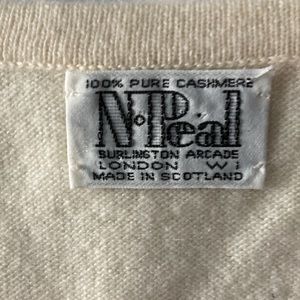 100% PURE CASHMERE
N·Peal
BURLINGTON ARCADE
LONDON W1
MADE IN SCOTLAND